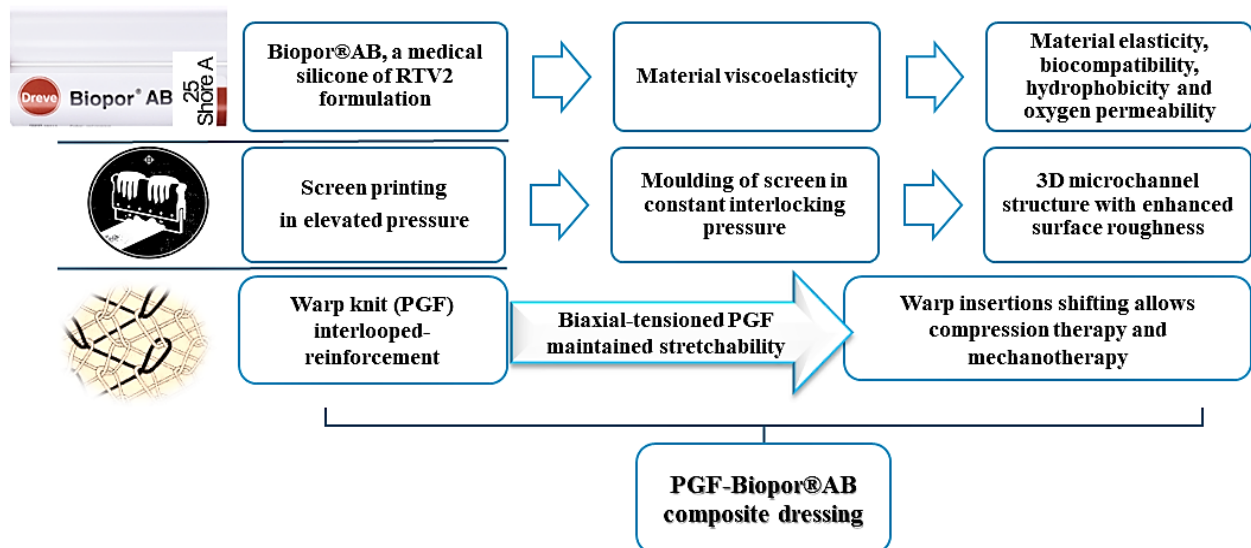 Dreve Biopor® AB
25
Shore A
Biopor®AB, a medical
silicone of RTV2
formulation
Material viscoelasticity
Material elasticity,
biocompatibility,
hydrophobicity and
oxygen permeability
Screen printing
in elevated pressure
Moulding of screen in
constant interlocking
pressure
3D microchannel
structure with enhanced
surface roughness
Warp knit (PGF)
interlooped-
reinforcement
Biaxial-tensioned PGF
maintained stretchability
Warp insertions shifting allows
compression therapy and
mechanotherapy
PGF-Biopor®AB
composite dressing